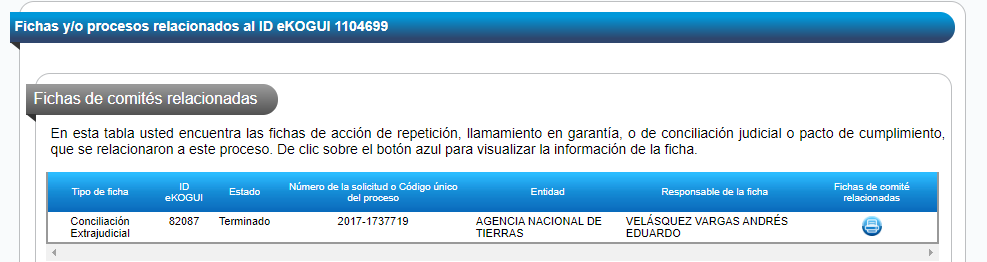 Fichas y/o procesos relacionados al ID eKOGUI 1104699
Fichas de comités relacionadas
En esta tabla usted encuentra las fichas de acción de repetición, llamamiento en garantía, o de conciliación judicial o pacto de cumplimiento,
que se relacionaron a este proceso. De clic sobre el botón azul para visualizar la información de la ficha.
Tipo de ficha
ID
eKOGUI
Estado
Número de la solicitud o Código único
del proceso
Entidad
Responsable de la ficha
Fichas de comité
relacionadas
Conciliación
Extrajudicial
82087
Terminado
2017-1737719
AGENCIA NACIONAL DE
TIERRAS
VELÁSQUEZ VARGAS ANDRÉS
EDUARDO